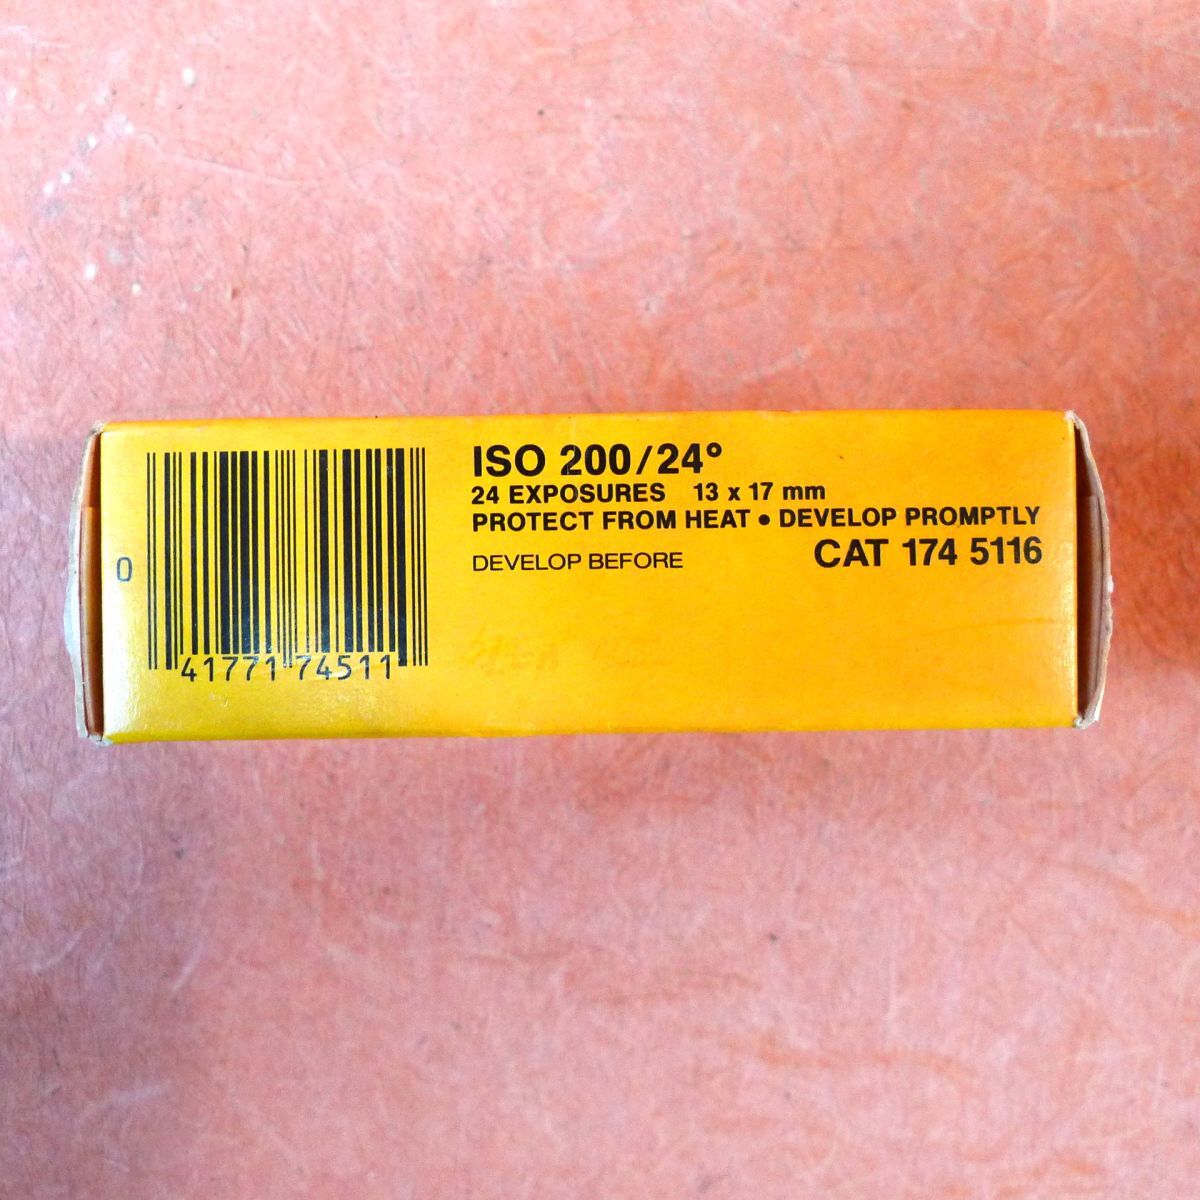 ISO 200/24°
24 EXPOSURES 13 x 17 mm
PROTECT FROM HEAT • DEVELOP PROMPTLY
DEVELOP BEFORE
CAT 174 5116
0 41771 74511